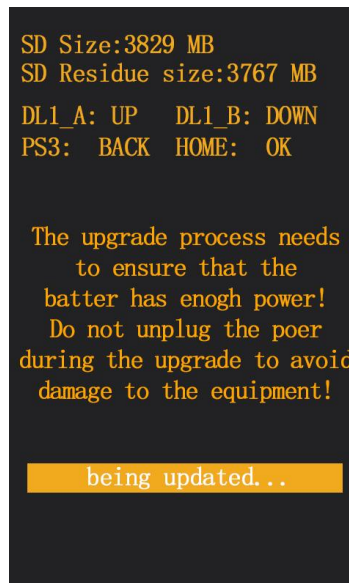 SD Size:3829 MB
SD Residue size:3767 MB
DL1_A: UP DL1_B: DOWN
PS3: BACK HOME: OK
The upgrade process needs
to ensure that the
batter has enogh power!
Do not unplug the poer
during the upgrade to avoid
damage to the equipment!
being updated...